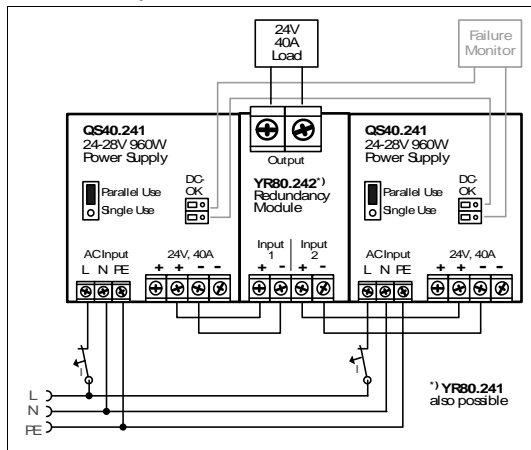 24V
40A
Load
Failure
Monitor
QS40.241
24-28V 960W
Power Supply
DC-
OK
Parallel Use
Single Use
AC Input
L N PE
24V, 40A
+ + - -
Output
YR80.242*)
Redundancy
Module
Input
1
Input
2
+ - + -
QS40.241
24-28V 960W
Power Supply
DC-
OK
Parallel Use
Single Use
AC Input
L N PE
24V, 40A
+ + - -
I
I
L
N
PE
*) YR80.241
also possible